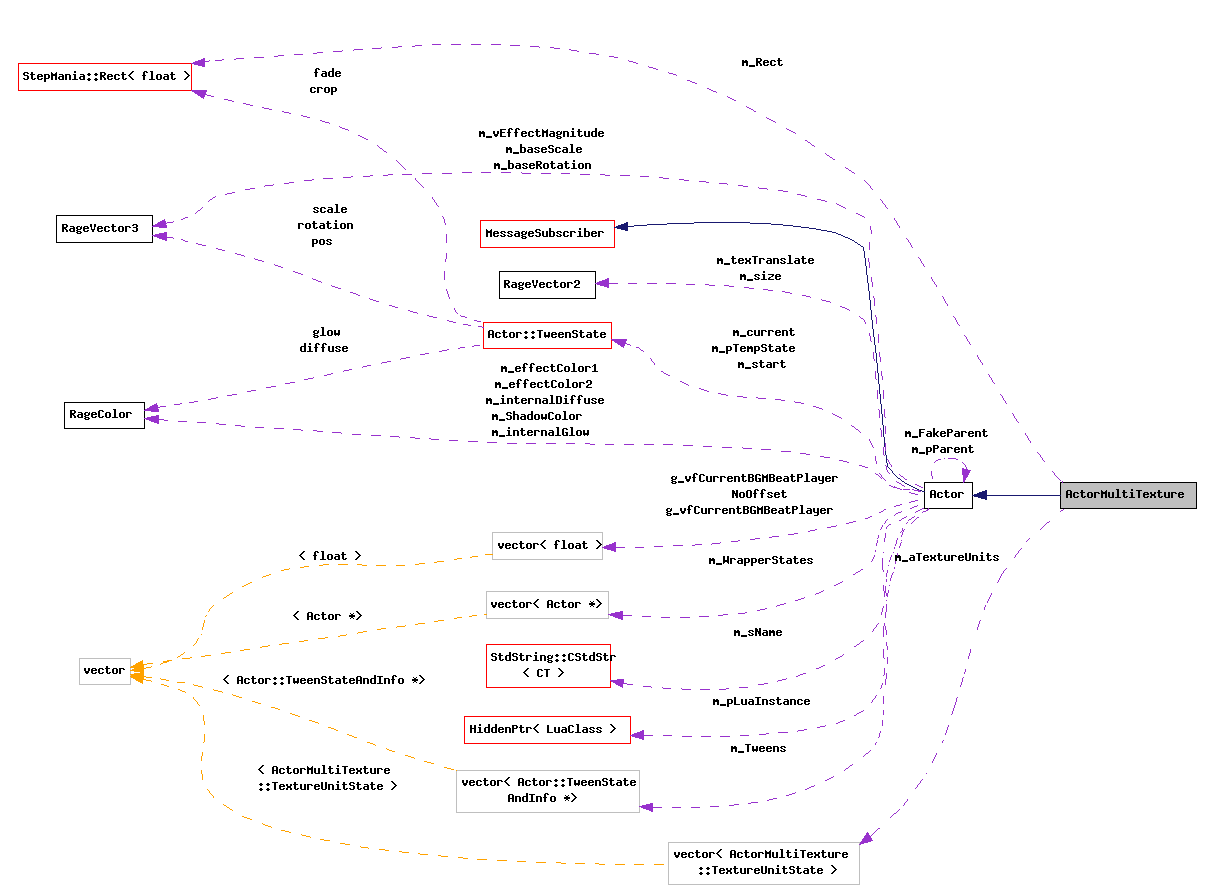 m_Rect
StepMania::Rect< float >
fade
crop
m_vEffectMagnitude
m_baseScale
m_baseRotation
scale
rotation
pos
RageVector3
MessageSubscriber
m_texTranslate
m_size
RageVector2
glow
diffuse
Actor::TweenState
m_current
m_pTempState
m_start
m_effectColor1
m_effectColor2
m_internalDiffuse
m_ShadowColor
m_internalGlow
RageColor
m_FakeParent
m_pParent
g_vfCurrentBGMBeatPlayer
NoOffset
g_vfCurrentBGMBeatPlayer
Actor
ActorMultiTexture
< float >
vector< float >
m_WrapperStates
m_aTextureUnits
< Actor *>
vector< Actor *>
m_sName
vector
StdString::CStdStr
< CT >
< Actor::TweenStateAndInfo *>
m_pLuaInstance
HiddenPtr< LuaClass >
m_Tweens
< ActorMultiTexture
::TextureUnitState >
vector< Actor::TweenState
AndInfo *>
vector< ActorMultiTexture
::TextureUnitState >